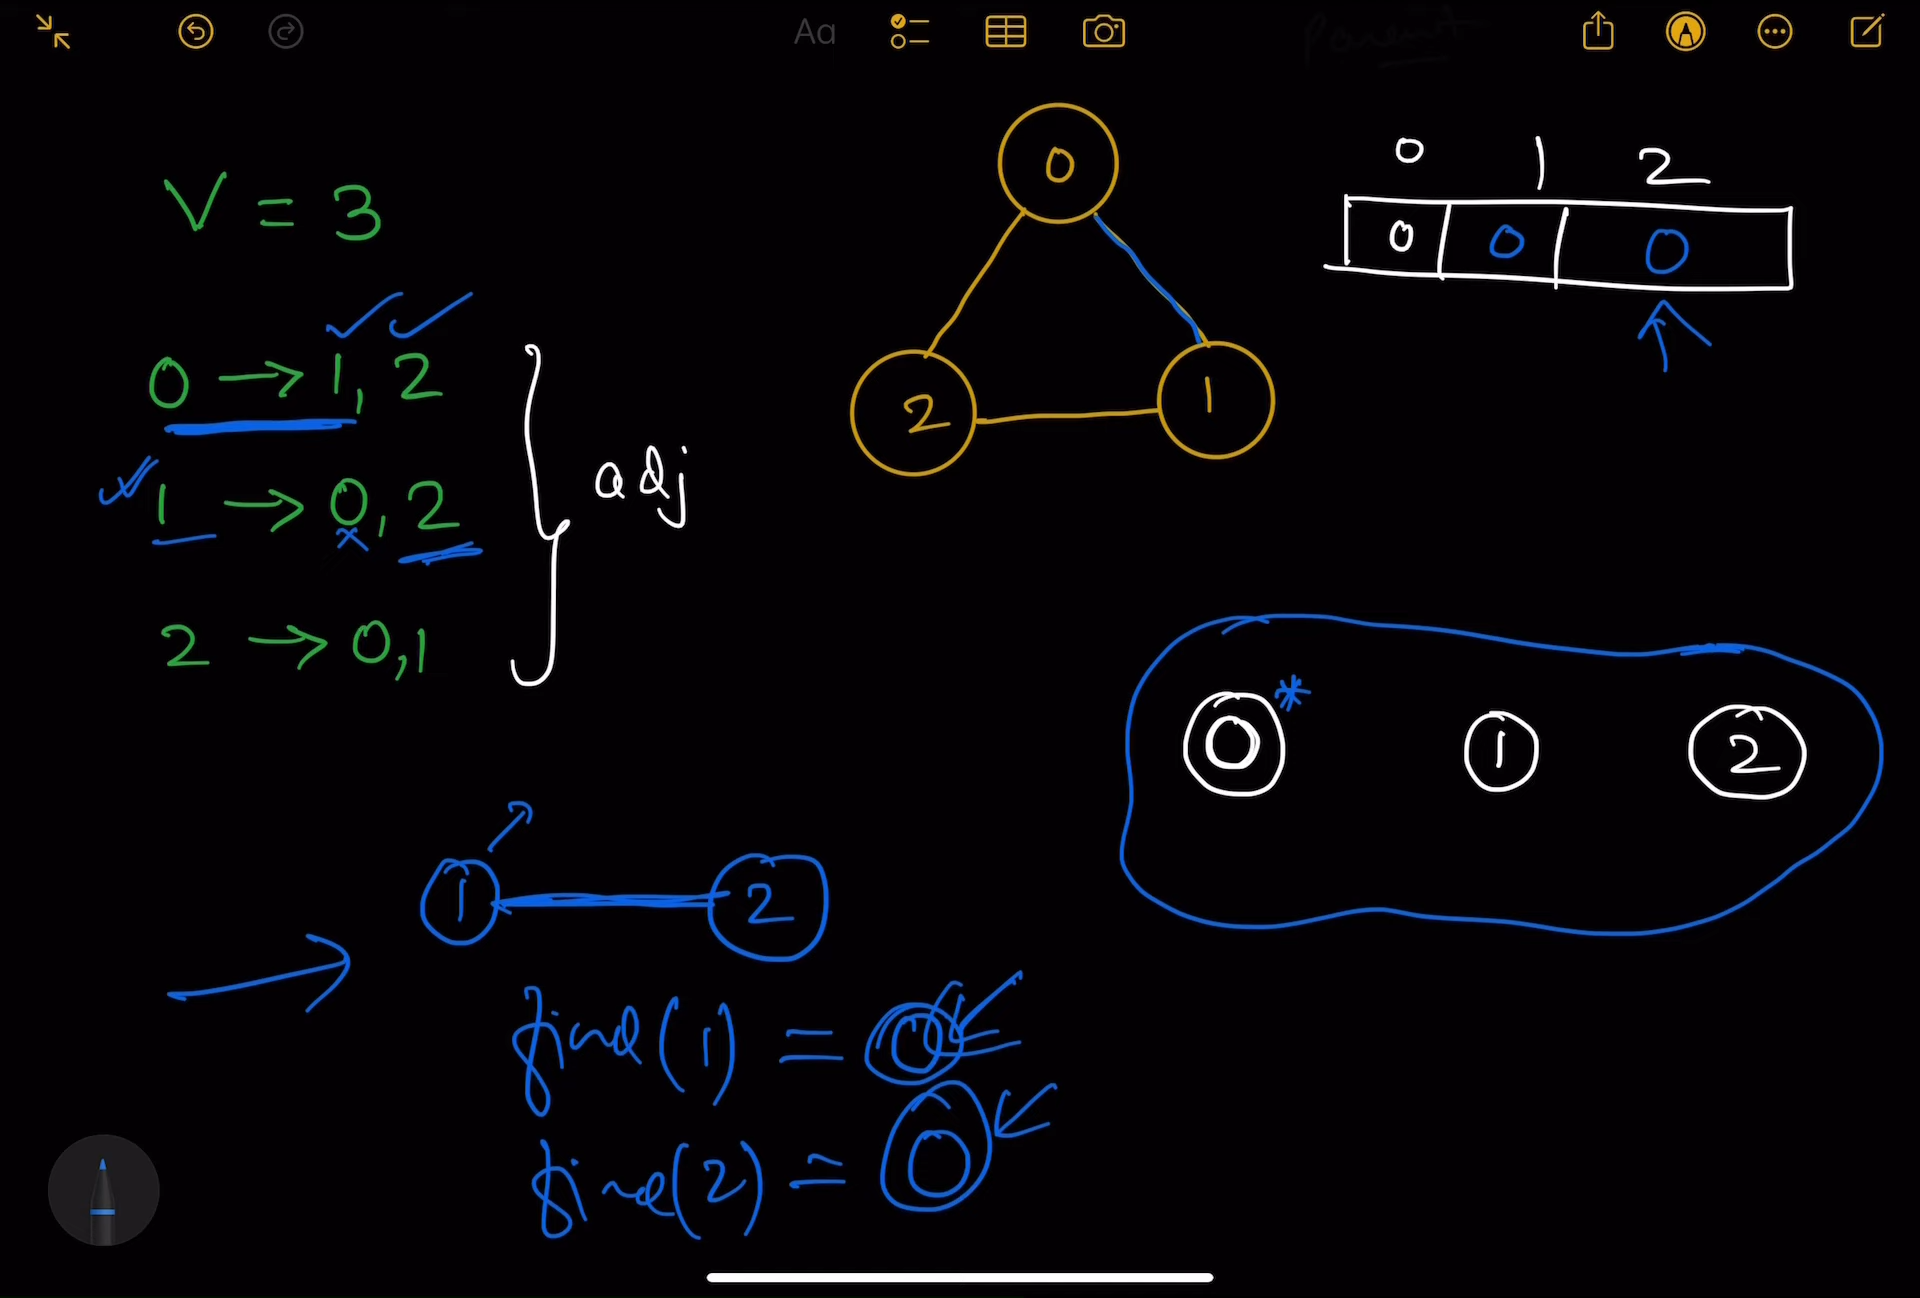 Aa
Parent
V = 3
0 → 1, 2
1 → 0, 2
2 → 0,1
adj
0
2
1
0 1 2
0 0 0
0 * 1 2
1 2
find(1) = 0
find(2) = 0